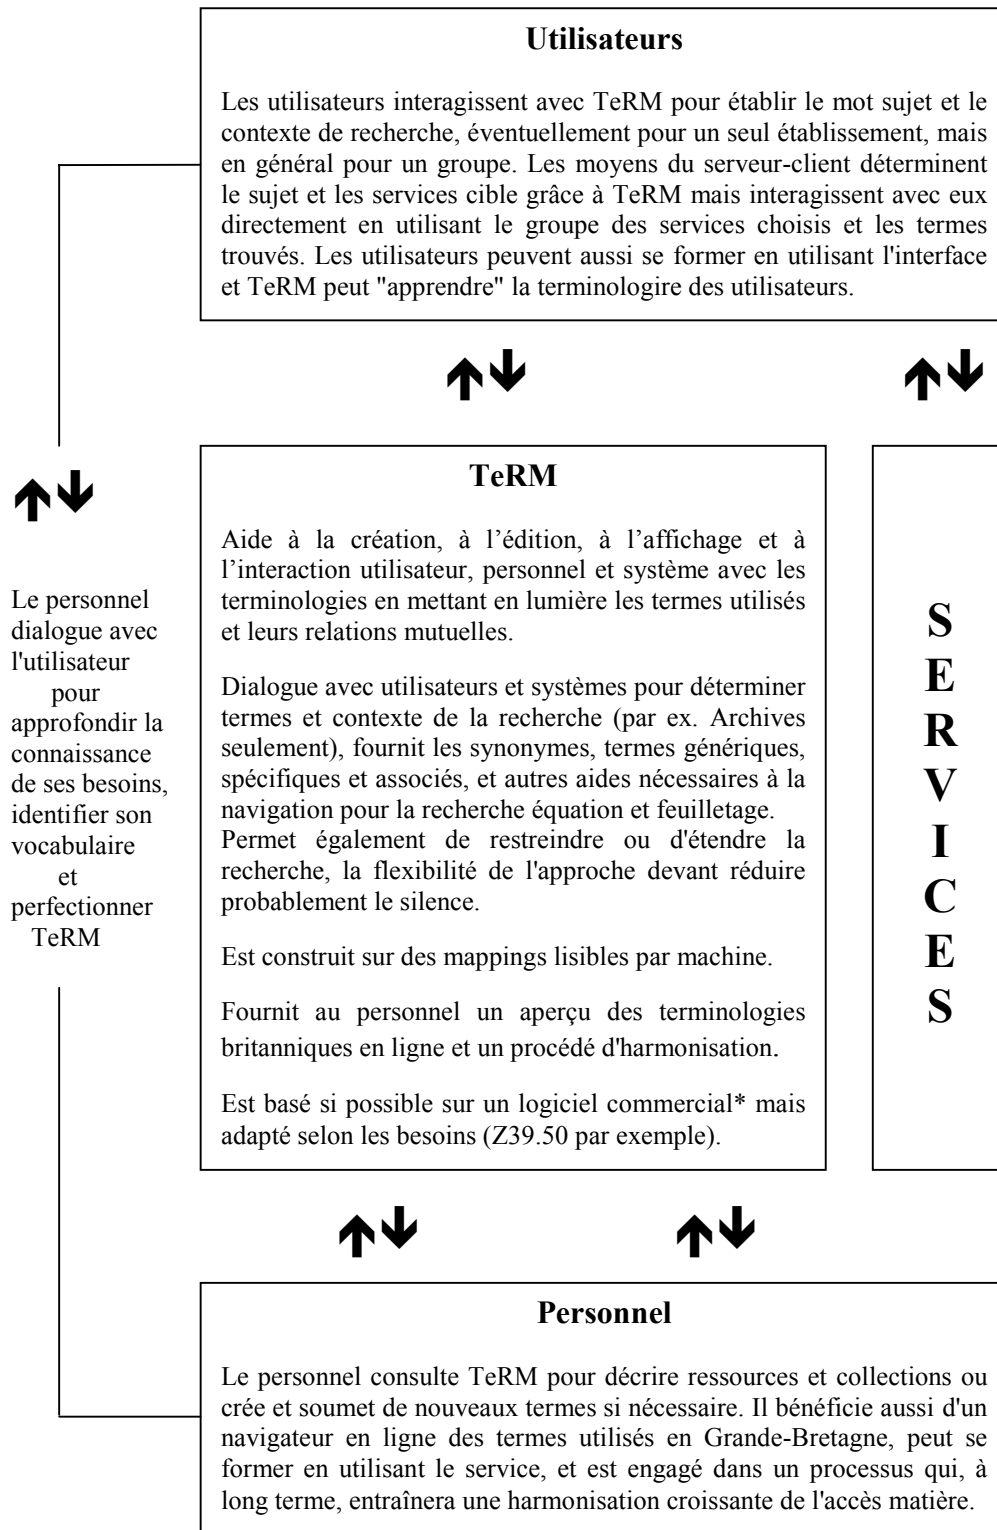 Utilisateurs
Les utilisateurs interagissent avec TeRM pour établir le mot sujet et le
contexte de recherche, éventuellement pour un seul établissement, mais
en général pour un groupe. Les moyens du serveur-client déterminent
le sujet et les services cible grâce à TeRM mais interagissent avec eux
directement en utilisant le groupe des services choisis et les termes
trouvés. Les utilisateurs peuvent aussi se former en utilisant l'interface
et TeRM peut "apprendre" la terminologire des utilisateurs.
Le personnel
dialogue avec
l'utilisateur
pour
approfondir la
connaissance
de ses besoins,
identifier son
vocabulaire
et
perfectionner
TeRM
TeRM
Aide à la création, à l’édition, à l’affichage et à
l’interaction utilisateur, personnel et système avec les
terminologies en mettant en lumière les termes utilisés
et leurs relations mutuelles.
Dialogue avec utilisateurs et systèmes pour déterminer
termes et contexte de la recherche (par ex. Archives
seulement), fournit les synonymes, termes génériques,
spécifiques et associés, et autres aides nécessaires à la
navigation pour la recherche équation et feuilletage.
Permet également de restreindre ou d'étendre la
recherche, la flexibilité de l'approche devant réduire
probablement le silence.
Est construit sur des mappings lisibles par machine.
Fournit au personnel un aperçu des terminologies
britanniques en ligne et un procédé d'harmonisation.
Est basé si possible sur un logiciel commercial* mais
adapté selon les besoins (Z39.50 par exemple).
S
E
R
V
I
C
E
S
Personnel
Le personnel consulte TeRM pour décrire ressources et collections ou
crée et soumet de nouveaux termes si nécessaire. Il bénéficie aussi d'un
navigateur en ligne des termes utilisés en Grande-Bretagne, peut se
former en utilisant le service, et est engagé dans un processus qui, à
long terme, entraînera une harmonisation croissante de l'accès matière.